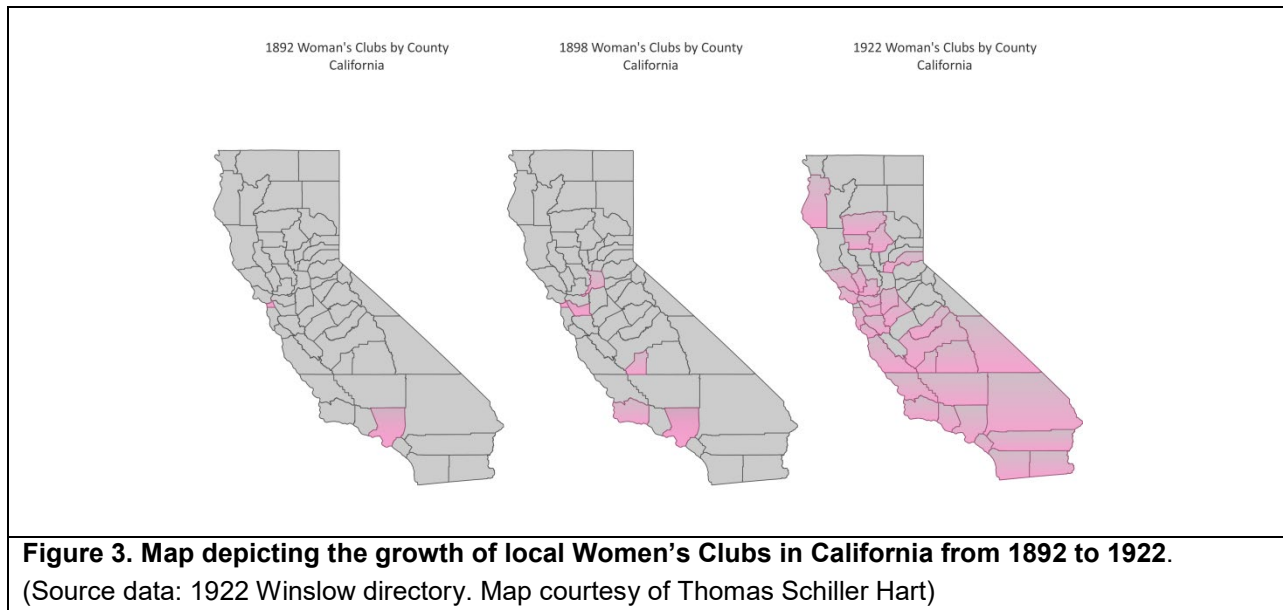 1892 Woman's Clubs by County
California
1898 Woman's Clubs by County
California
1922 Woman's Clubs by County
California
Figure 3. Map depicting the growth of local Women’s Clubs in California from 1892 to 1922.
(Source data: 1922 Winslow directory. Map courtesy of Thomas Schiller Hart)